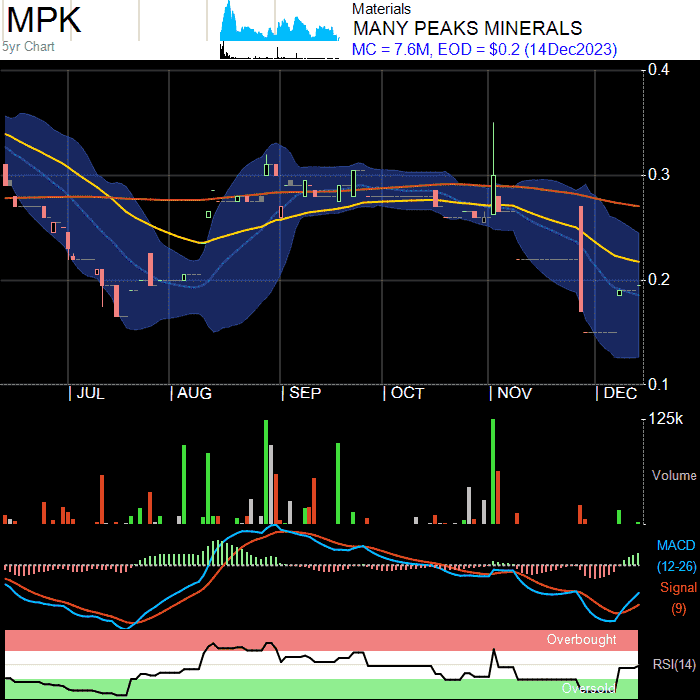 MPK
5yr Chart
Materials
MANY PEAKS MINERALS
MC = 7.6M, EOD = $0.2 (14Dec2023)
0.4
0.3
0.2
0.1
JUL
AUG
SEP
OCT
NOV
DEC
125k
Volume
MACD
(12-26)
Signal
(9)
Overbought
RSI(14)
Oversold